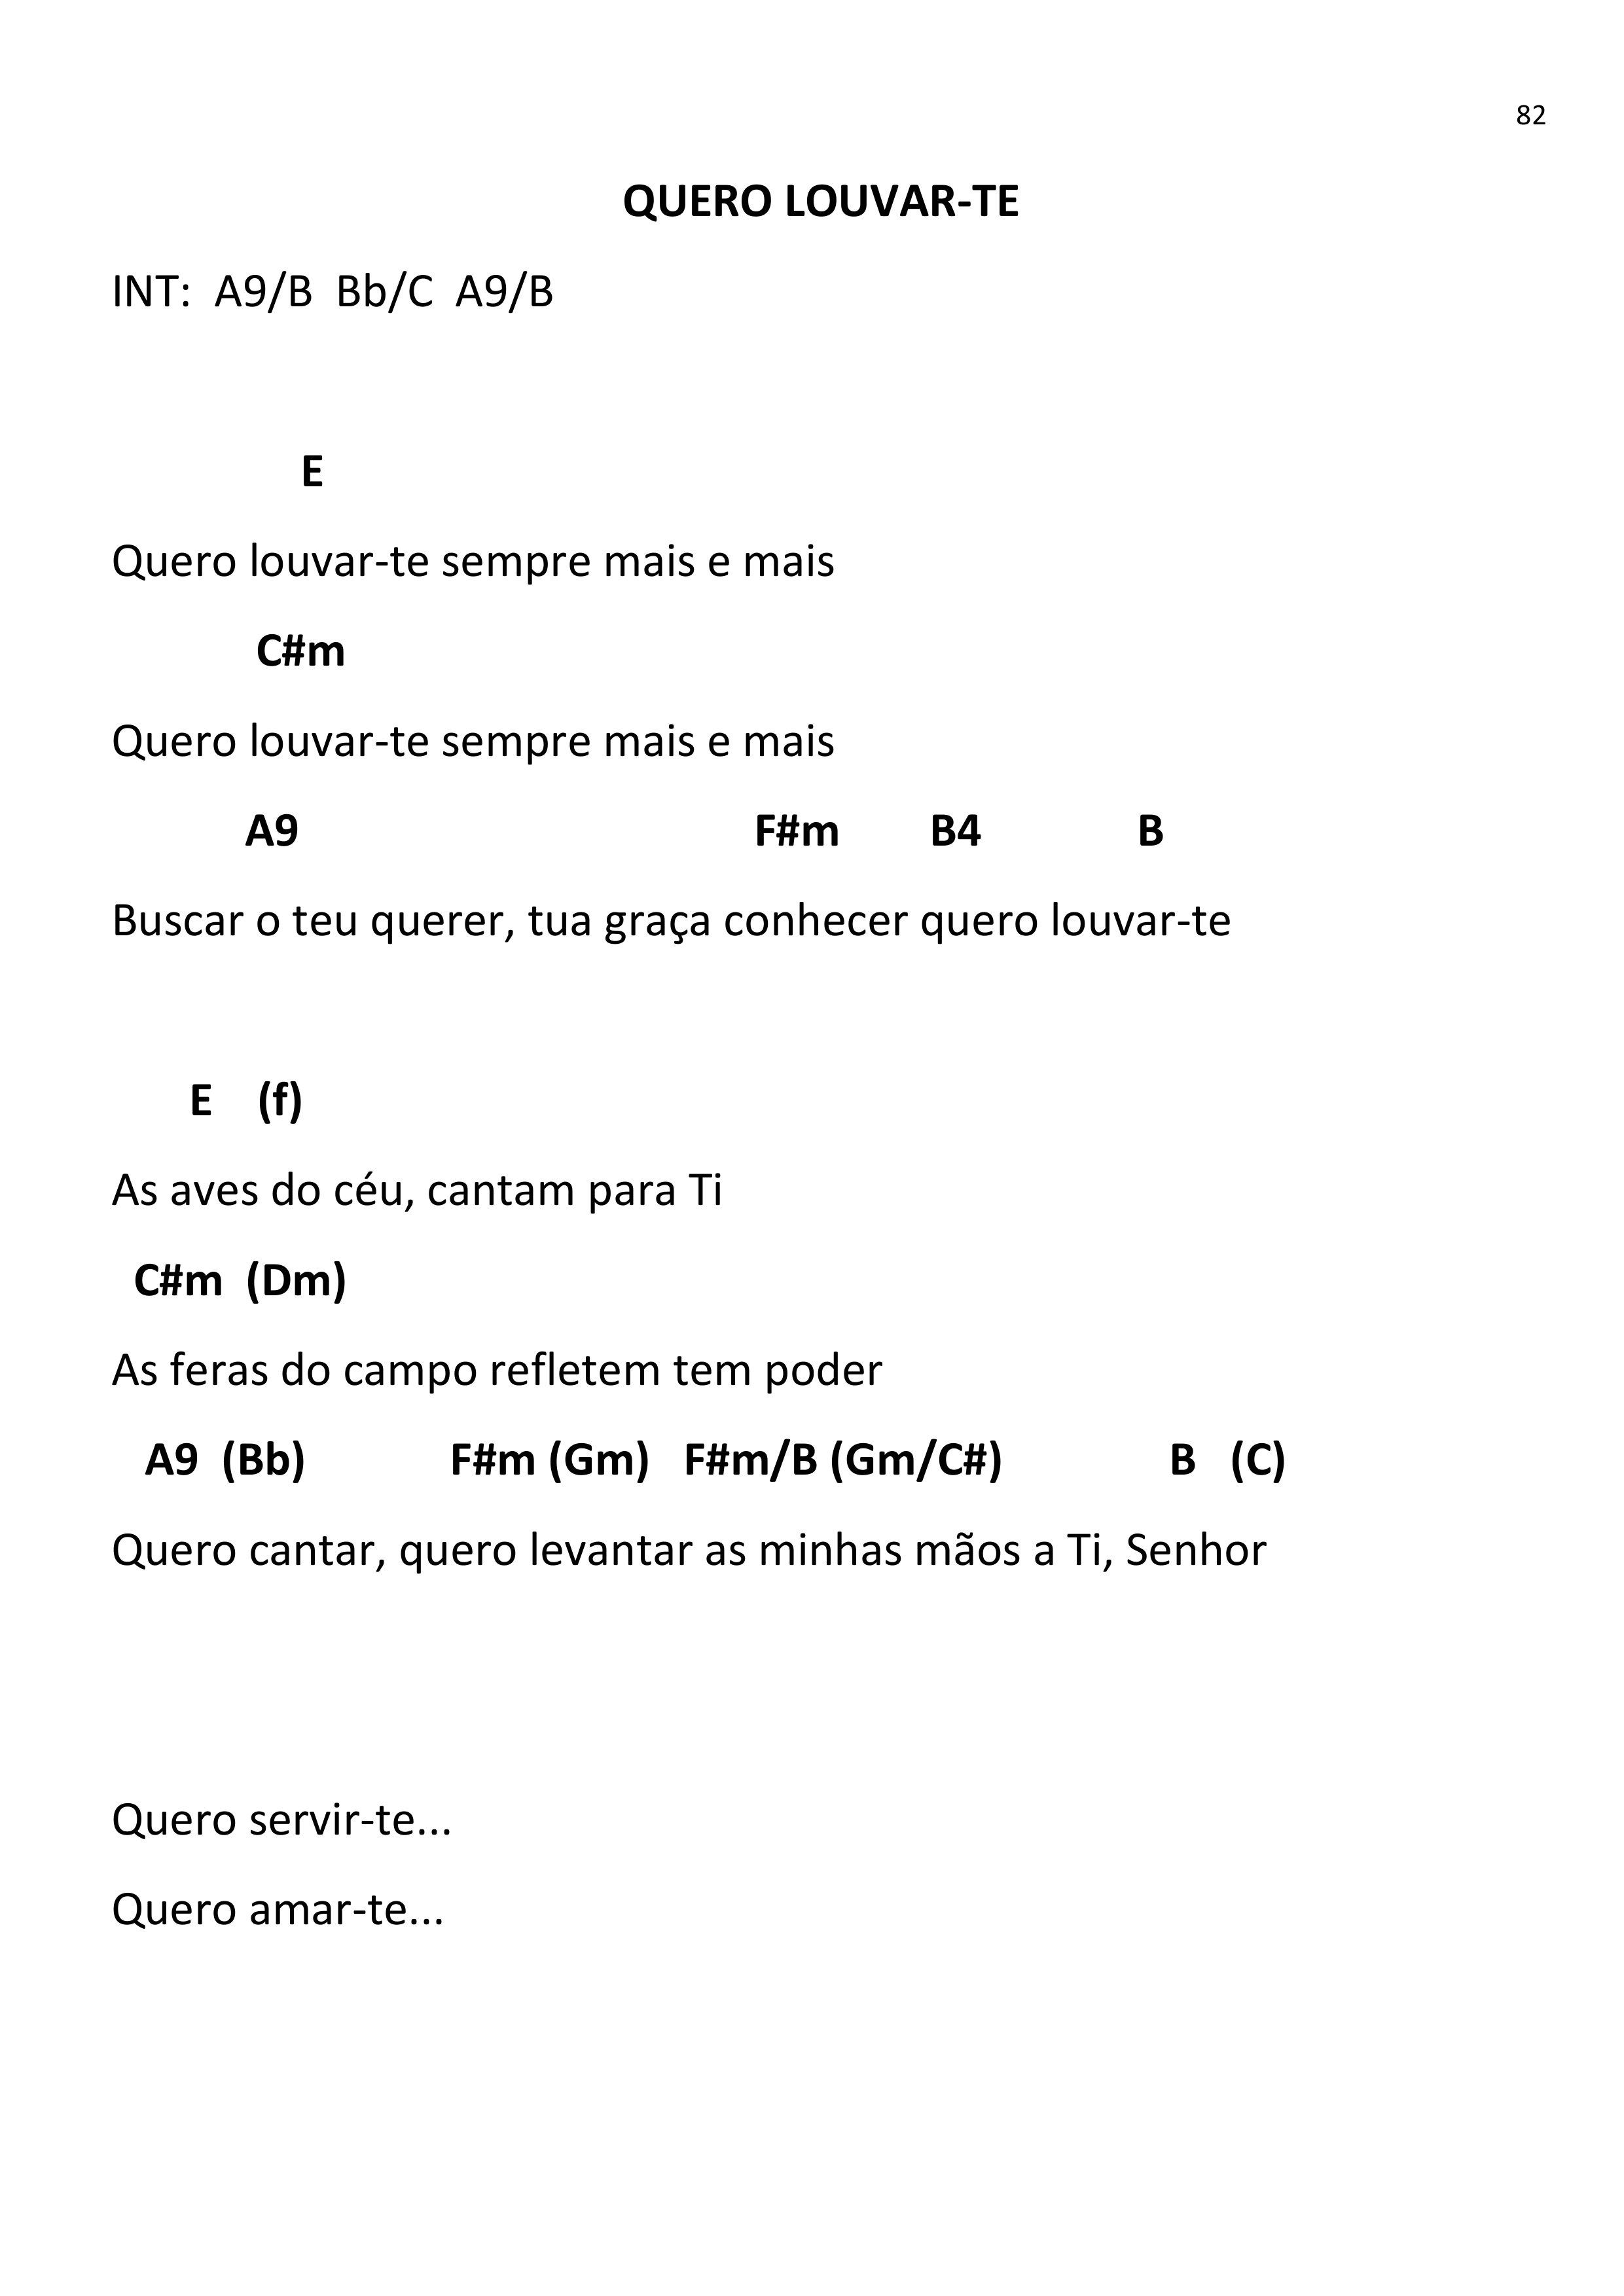 82
QUERO LOUVAR-TE
INT: A9/B Bb/C A9/B
E
Quero louvar-te sempre mais e mais
C#m
Quero louvar-te sempre mais e mais
A9 F#m B4 B
Buscar o teu querer, tua graça conhecer quero louvar-te
E (f)
As aves do céu, cantam para Ti
C#m (Dm)
As feras do campo refletem tem poder
A9 (Bb) F#m (Gm) F#m/B (Gm/C#) B (C)
Quero cantar, quero levantar as minhas mãos a Ti, Senhor
Quero servir-te...
Quero amar-te...